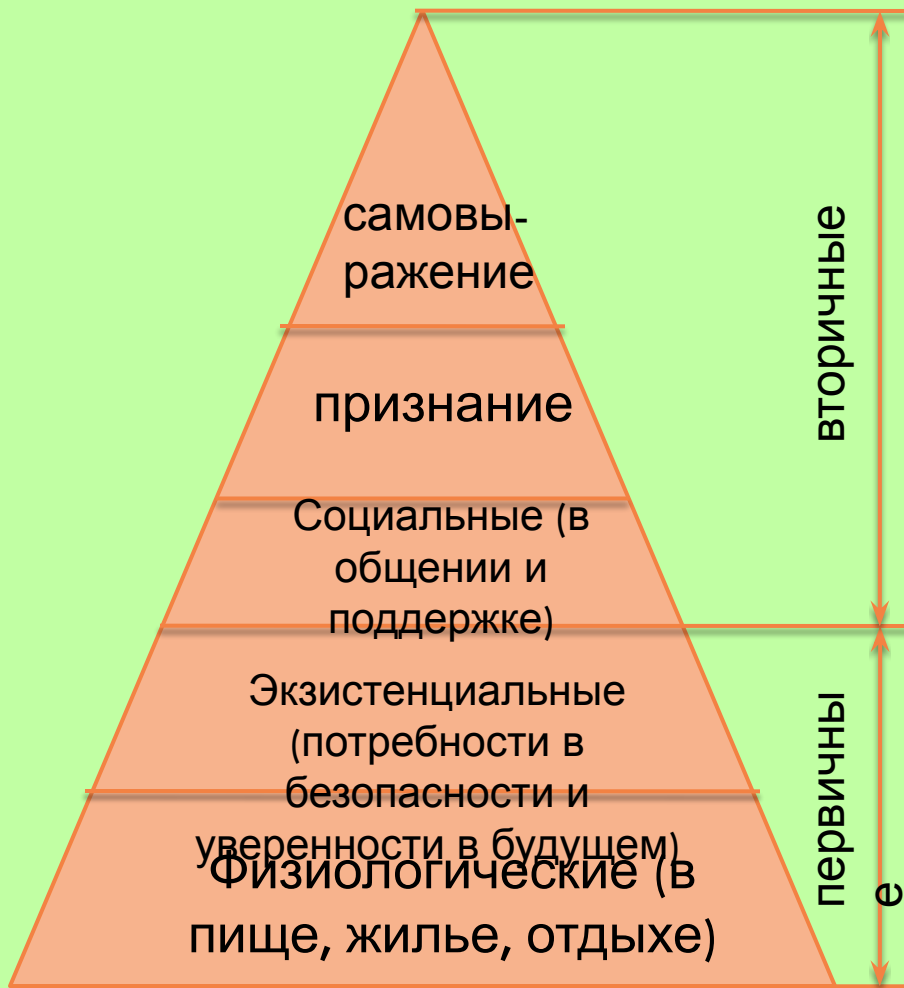 самовы-
ражение
признание
Социальные (в
общении и
поддержке)
Экзистенциальные
(потребности в
безопасности и
уверенности в будущем)
Физиологические (в
пище, жилье, отдыхе)
вторичные
первичны
е